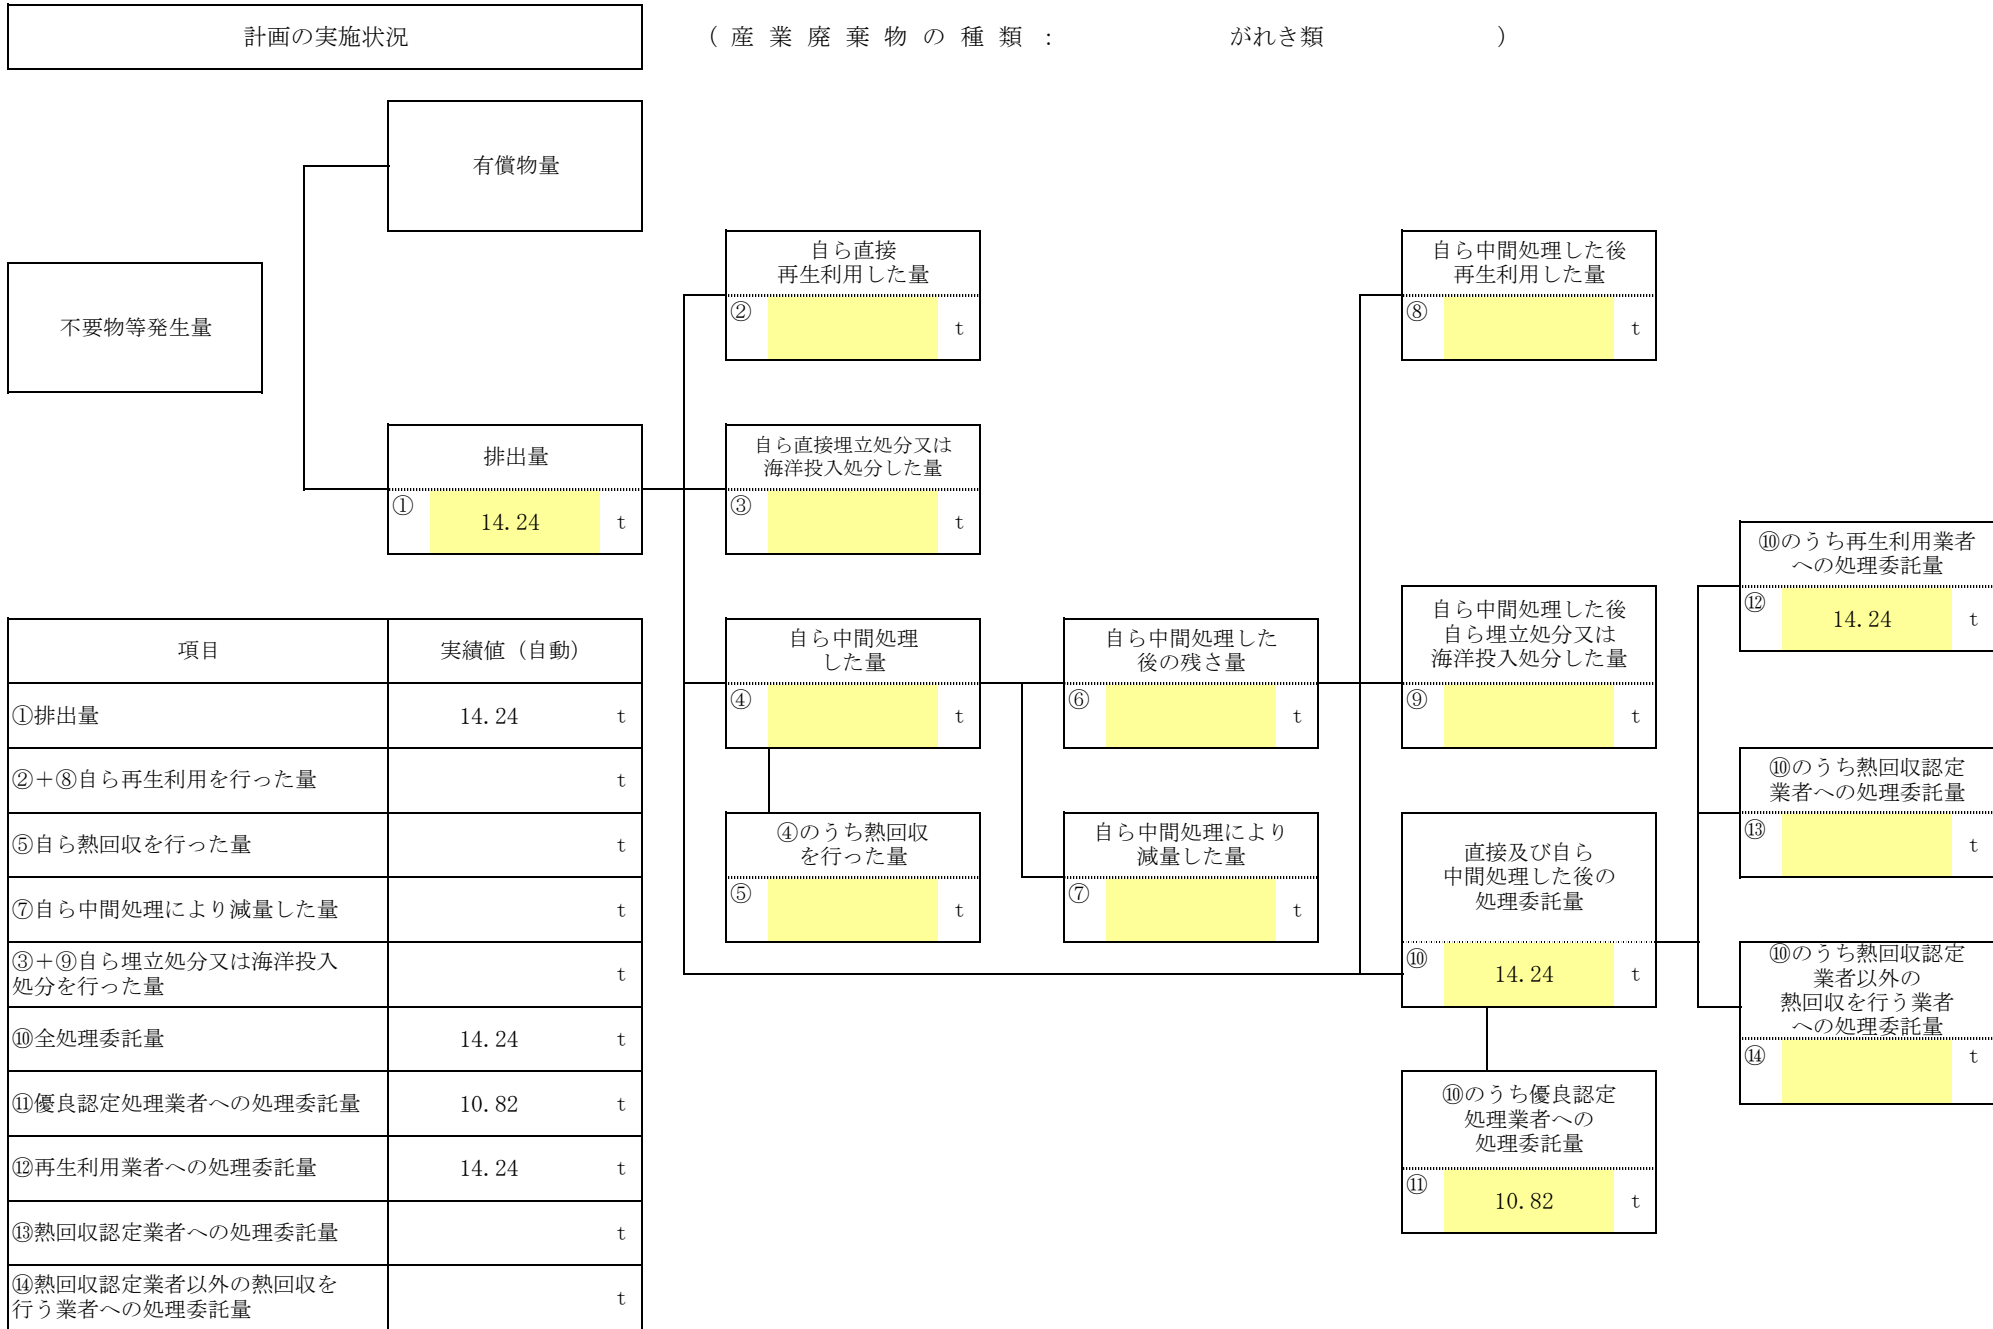 計画の実施状況
（産業廃棄物の種類： がれき類 ）
有償物量
不要物等発生量
排出量
① 14.24 t
自ら直接
再生利用した量
② t
自ら直接埋立処分又は
海洋投入処分した量
③ t
自ら中間処理
した量
④ t
④のうち熱回収
を行った量
⑤ t
自ら中間処理した
後の残さ量
⑥ t
自ら中間処理により
減量した量
⑦ t
自ら中間処理した後
再生利用した量
⑧ t
自ら中間処理した後
自ら埋立処分又は
海洋投入処分した量
⑨ t
直接及び自ら
中間処理した後の
処理委託量
⑩ 14.24 t
⑩のうち優良認定
処理業者への
処理委託量
⑪ 10.82 t
⑩のうち再生利用業者
への処理委託量
⑫ 14.24 t
⑩のうち熱回収認定
業者への処理委託量
⑬ t
⑩のうち熱回収認定
業者以外の
熱回収を行う業者
への処理委託量
⑭ t
項目 実績値（自動）
①排出量 14.24 t
②＋⑧自ら再生利用を行った量 t
⑤自ら熱回収を行った量 t
⑦自ら中間処理により減量した量 t
③＋⑨自ら埋立処分又は海洋投入
処分を行った量 t
⑩全処理委託量 14.24 t
⑪優良認定処理業者への処理委託量 10.82 t
⑫再生利用業者への処理委託量 14.24 t
⑬熱回収認定業者への処理委託量 t
⑭熱回収認定業者以外の熱回収を
行う業者への処理委託量 t